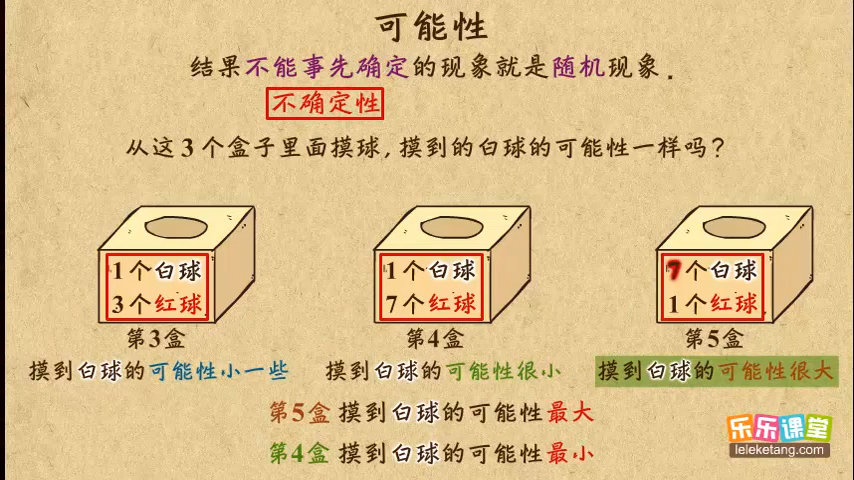 可能性
结果不能事先确定的现象就是随机现象.
不确定性
从这3个盒子里面摸球,摸到的白球的可能性一样吗?
1个白球
3个红球
第3盒
摸到白球的可能性小一些
1个白球
7个红球
第4盒
摸到白球的可能性很小
7个白球
1个红球
第5盒
摸到白球的可能性很大
第5盒 摸到白球的可能性最大
第4盒 摸到白球的可能性最小
乐乐课堂
leleketang.com